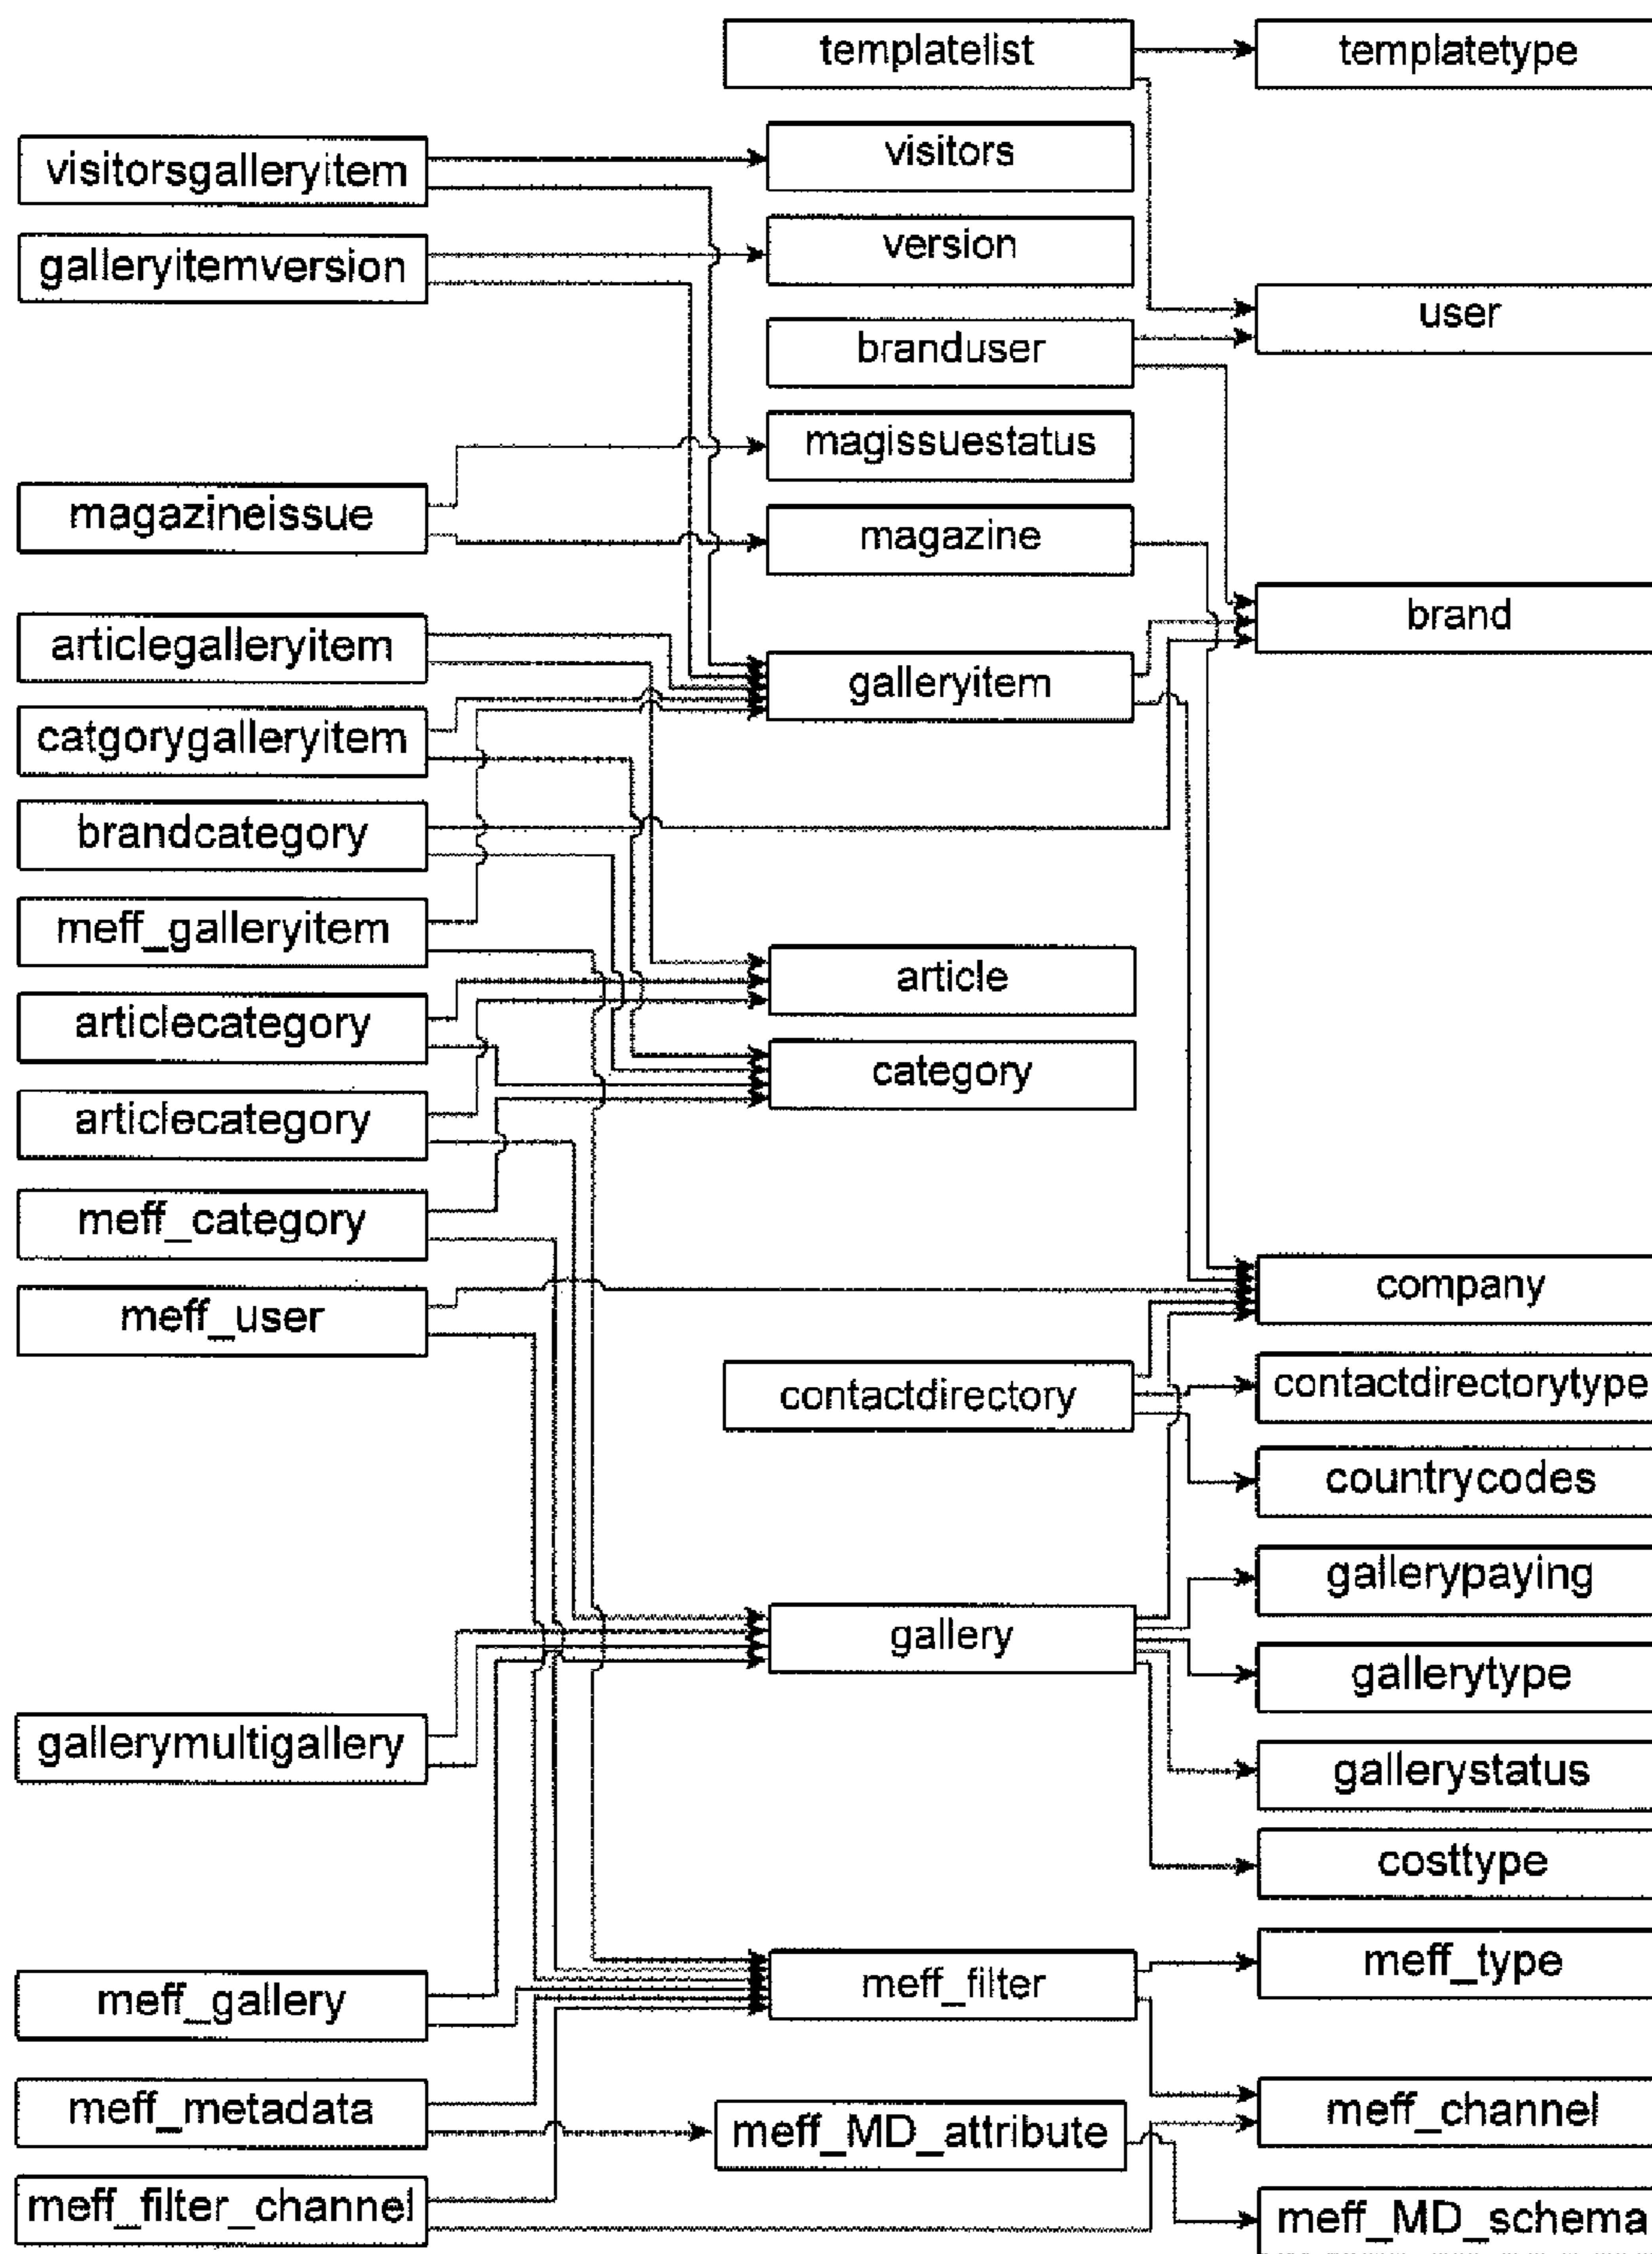 templatelist
templatetype
visitorsgalleryitem
visitors
galleryitemversion
version
user
branduser
magissuestatus
magazineissue
magazine
brand
articlegalleryitem
galleryitem
catgorygalleryitem
brandcategory
meff_galleryitem
article
articlecategory
category
articlecategory
meff_category
company
meff_user
contactdirectory
contactdirectorytype
countrycodes
gallerypaying
gallery
gallerytype
gallerymultigallery
gallerystatus
costtype
meff_type
meff_filter
meff_gallery
meff_metadata
meff_channel
meff_MD_attribute
meff_filter_channel
meff_MD_schema